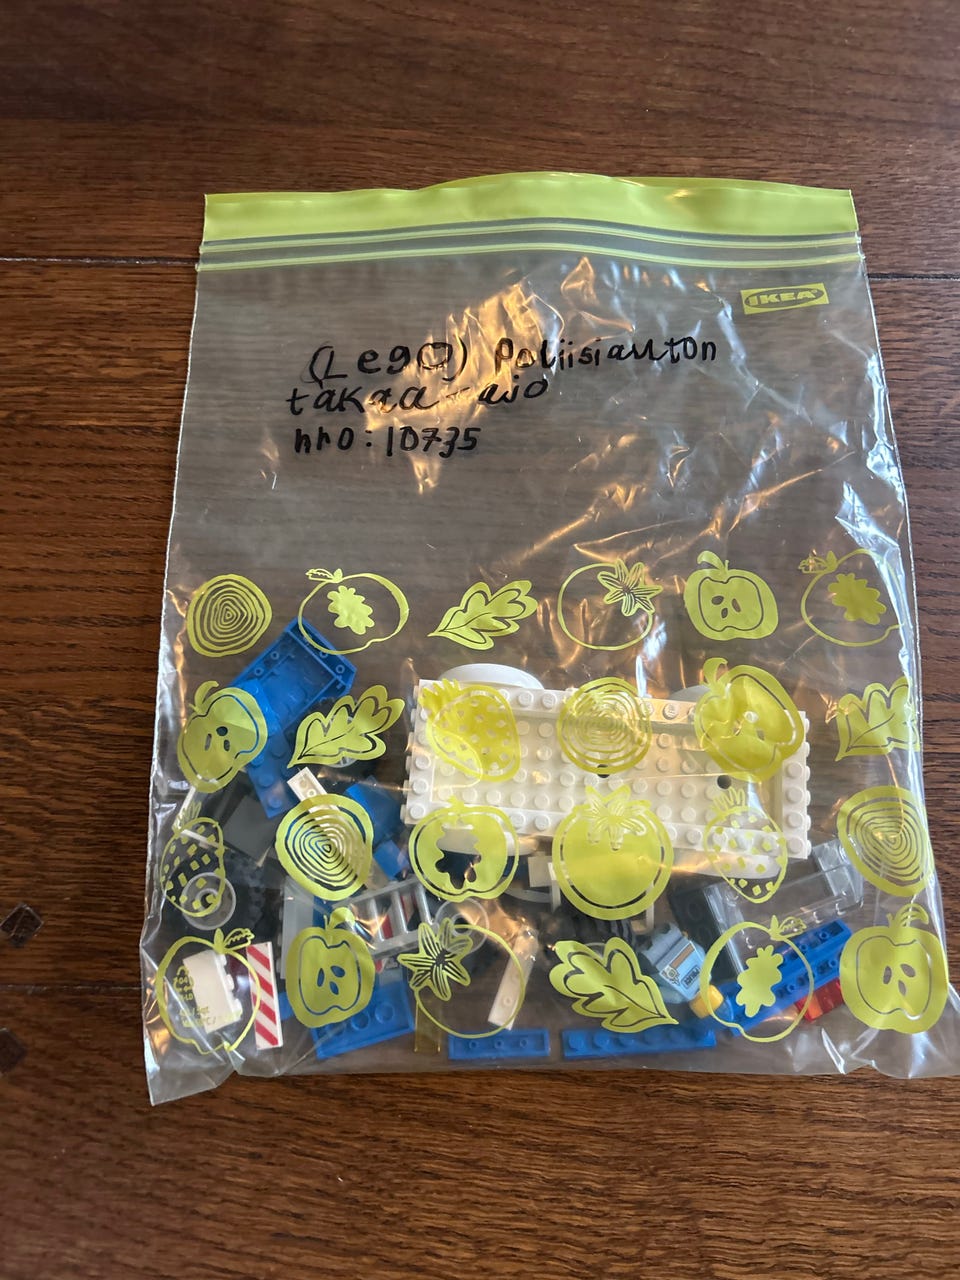 IKEA
(Lego) Poliisiauton
takaa-ajo
nro: 10735